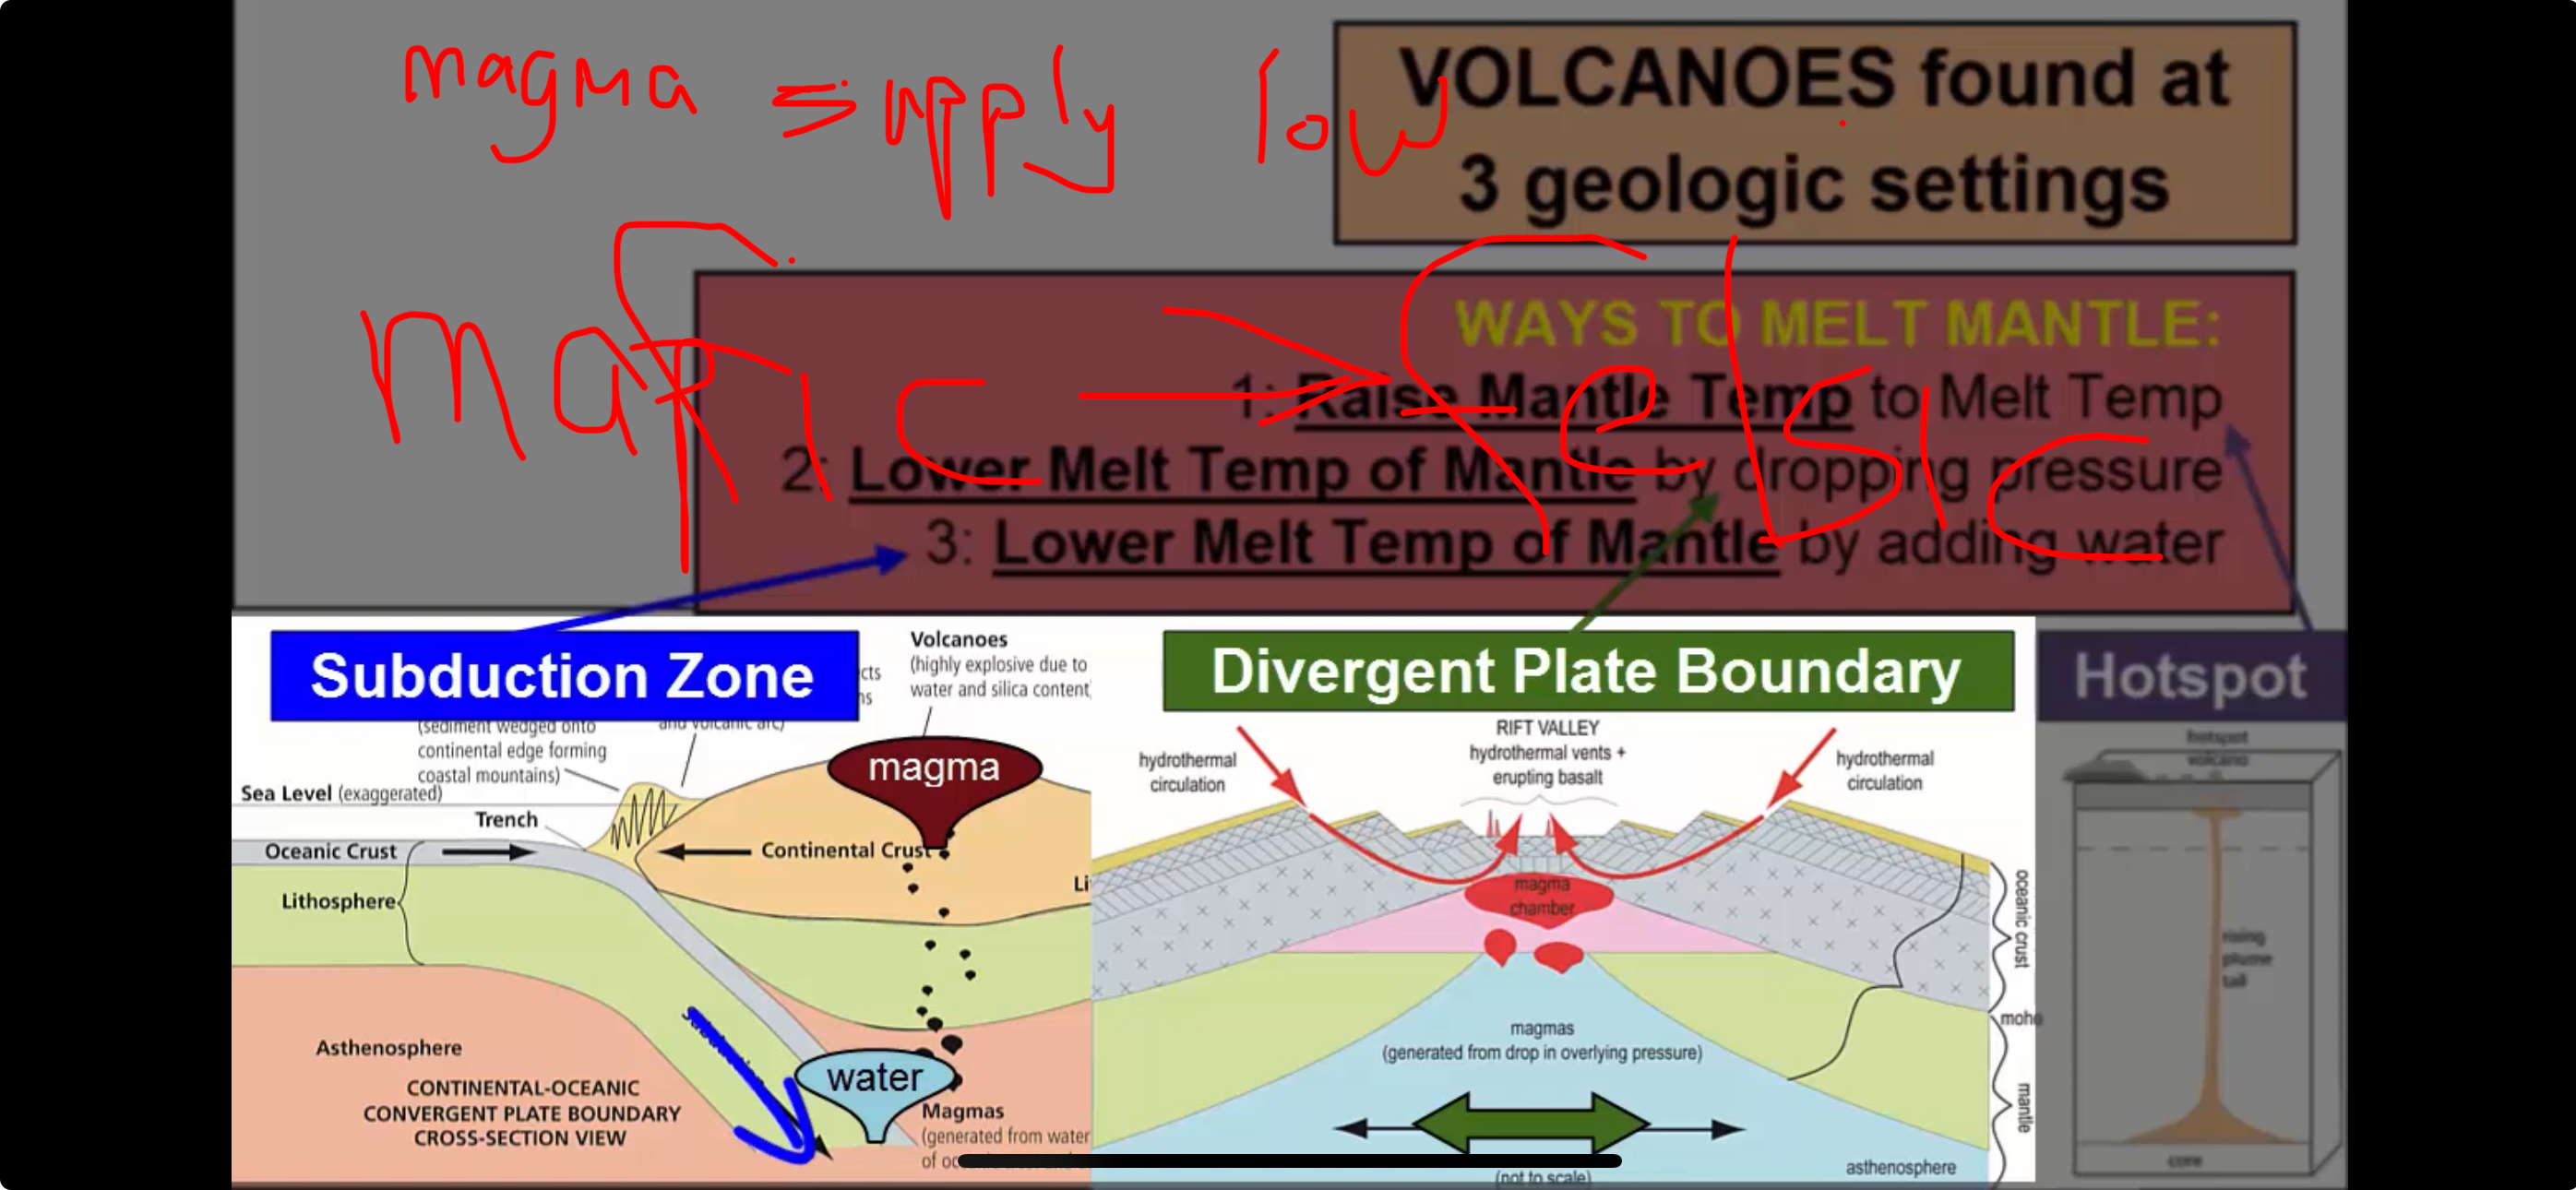 magma supply low
VOLCANOES found at
3 geologic settings
mafic → felsic
WAYS TO MELT MANTLE:
1: Raise Mantle Temp to Melt Temp
2: Lower Melt Temp of Mantle by dropping pressure
3: Lower Melt Temp of Mantle by adding water
Subduction Zone
Volcanoes
(highly explosive due to
water and silica content)
(sediment wedged onto
continental edge forming
coastal mountains)
and volcanic arc)
Sea Level (exaggerated)
Trench
magma
Oceanic Crust
Continental Crust
Lithosphere
Asthenosphere
water
CONTINENTAL-OCEANIC
CONVERGENT PLATE BOUNDARY
CROSS-SECTION VIEW
Magmas
(generated from water
Divergent Plate Boundary
RIFT VALLEY
hydrothermal vents +
erupting basalt
hydrothermal
circulation
hydrothermal
circulation
magma
chamber
magmas
(generated from drop in overlying pressure)
(not to scale)
asthenosphere
oceanic crust
moho
mantle
Hotspot
hotspot
volcano
rising
plume
tail
core